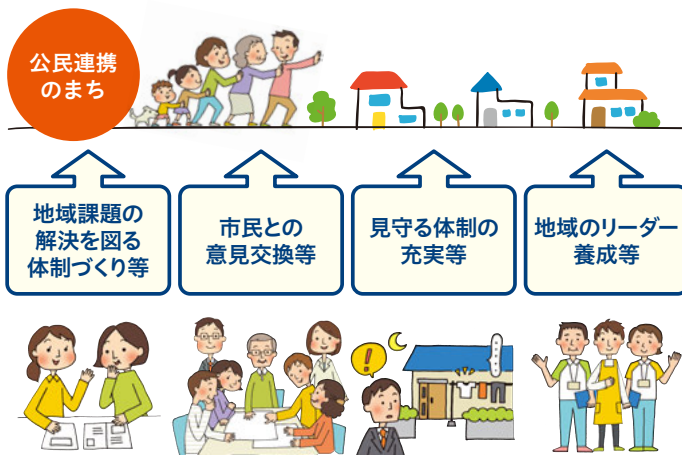 公民連携
のまち
地域課題の
解決を図る
体制づくり等
市民との
意見交換等
見守る体制の
充実等
地域のリーダー
養成等
!
…